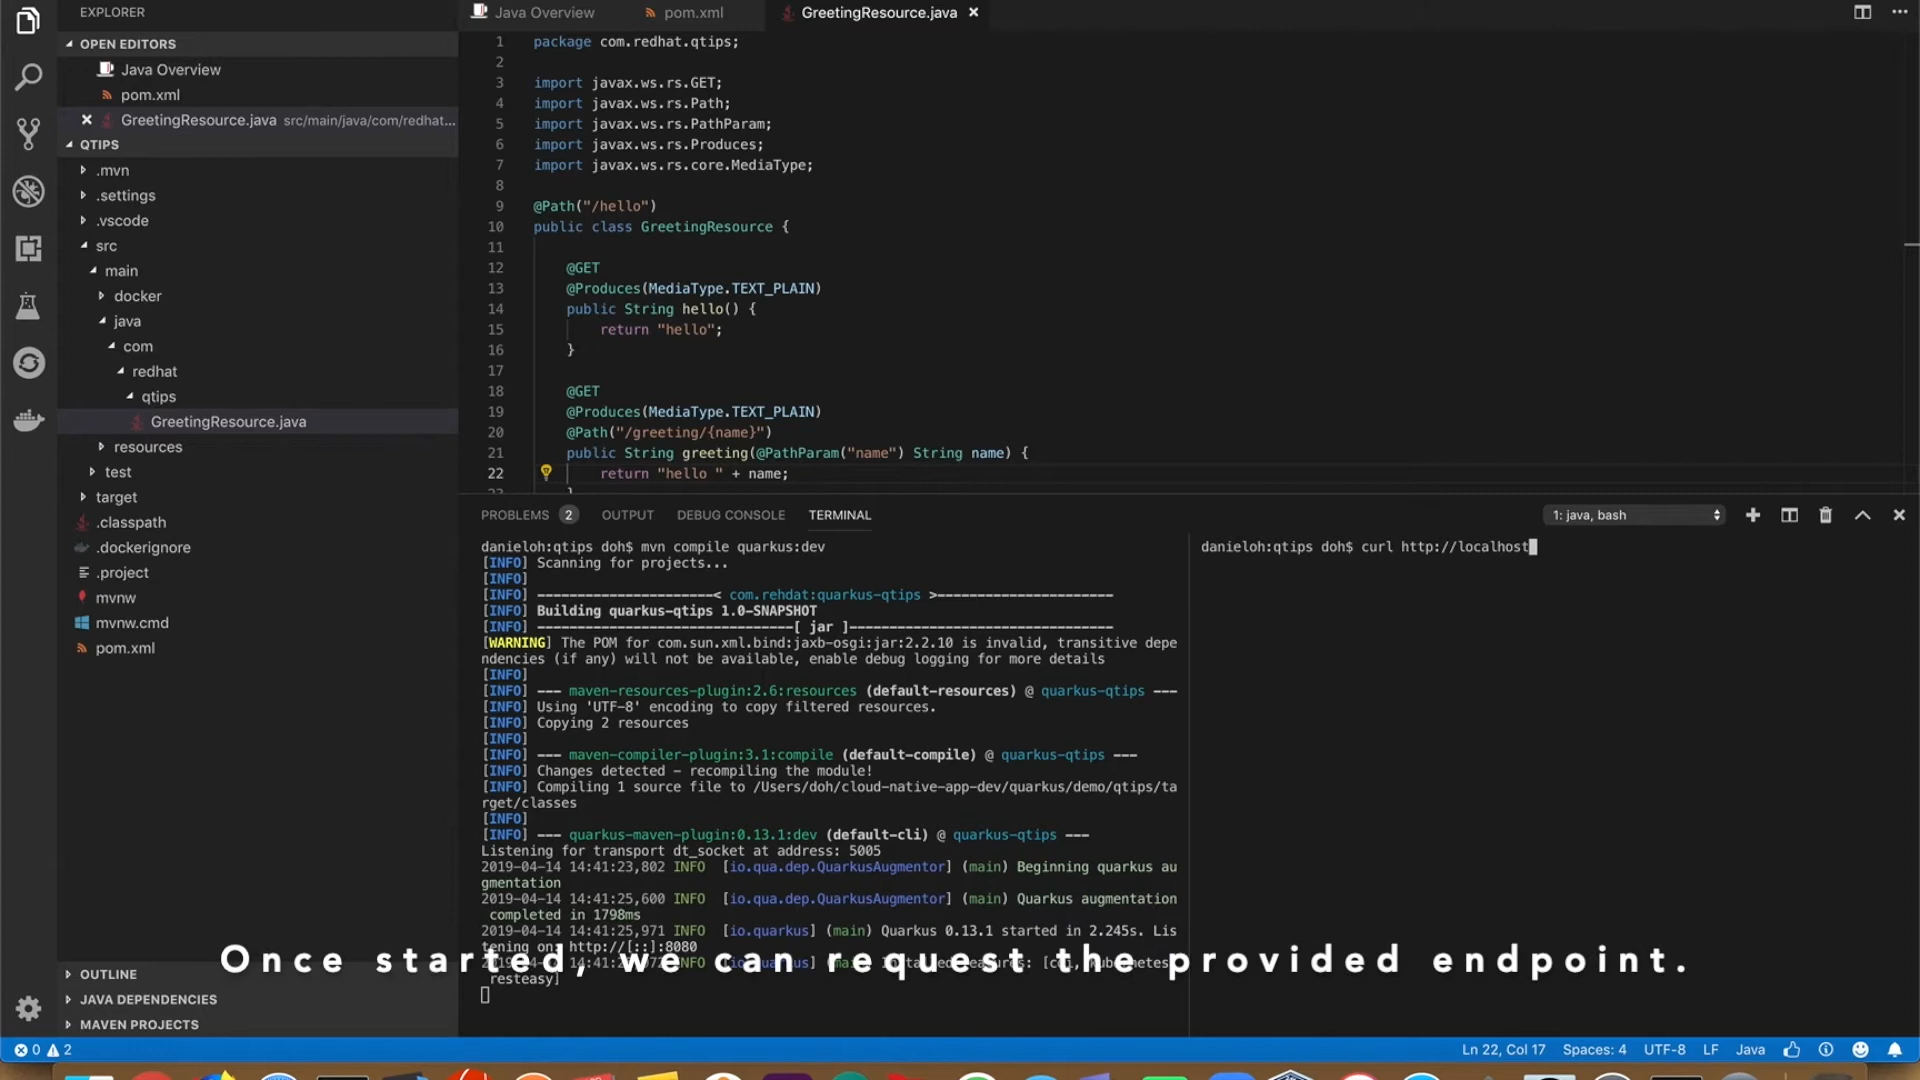 EXPLORER
OPEN EDITORS
Java Overview
pom.xml
GreetingResource.java src/main/java/com/redhat...
QTIPS
.mvn
.settings
.vscode
src
main
docker
java
com
redhat
qtips
GreetingResource.java
resources
test
target
.classpath
.dockerignore
.project
mvnw
mvnw.cmd
pom.xml
OUTLINE
JAVA DEPENDENCIES
MAVEN PROJECTS
Java Overview
pom.xml
GreetingResource.java
1 package com.redhat.qtips;
2
3 import javax.ws.rs.GET;
4 import javax.ws.rs.Path;
5 import javax.ws.rs.PathParam;
6 import javax.ws.rs.Produces;
7 import javax.ws.rs.core.MediaType;
8
9 @Path("/hello")
10 public class GreetingResource {
11
12 @GET
13 @Produces(MediaType.TEXT_PLAIN)
14 public String hello() {
15 return "hello";
16 }
17
18 @GET
19 @Produces(MediaType.TEXT_PLAIN)
20 @Path("/greeting/{name}")
21 public String greeting(@PathParam("name") String name) {
22 return "hello " + name;
23 }
PROBLEMS 2 OUTPUT DEBUG CONSOLE TERMINAL 1: java, bash
danieloh:qtips doh$ mvn compile quarkus:dev
[INFO] Scanning for projects...
[INFO]
[INFO] ----------------------< com.rehdat:quarkus-qtips >----------------------
[INFO] Building quarkus-qtips 1.0-SNAPSHOT
[INFO] --------------------------------[ jar ]---------------------------------
[WARNING] The POM for com.sun.xml.bind:jaxb-osgi:jar:2.2.10 is invalid, transitive depe
ndencies (if any) will not be available, enable debug logging for more details
[INFO]
[INFO] --- maven-resources-plugin:2.6:resources (default-resources) @ quarkus-qtips ---
[INFO] Using 'UTF-8' encoding to copy filtered resources.
[INFO] Copying 2 resources
[INFO]
[INFO] --- maven-compiler-plugin:3.1:compile (default-compile) @ quarkus-qtips ---
[INFO] Changes detected - recompiling the module!
[INFO] Compiling 1 source file to /Users/doh/cloud-native-app-dev/quarkus/demo/qtips/ta
rget/classes
[INFO]
[INFO] --- quarkus-maven-plugin:0.13.1:dev (default-cli) @ quarkus-qtips ---
Listening for transport dt_socket at address: 5005
2019-04-14 14:41:23,802 INFO [io.qua.dep.QuarkusAugmentor] (main) Beginning quarkus au
gmentation
2019-04-14 14:41:25,600 INFO [io.qua.dep.QuarkusAugmentor] (main) Quarkus augmentation
completed in 1798ms
2019-04-14 14:41:25,971 INFO [io.quarkus] (main) Quarkus 0.13.1 started in 2.245s. Lis
tening on: http://[::]:8080
resteasy]
danieloh:qtips doh$ curl http://localhost
Once started, we can request the provided endpoint.
0 2
Ln 22, Col 17 Spaces: 4 UTF-8 LF Java